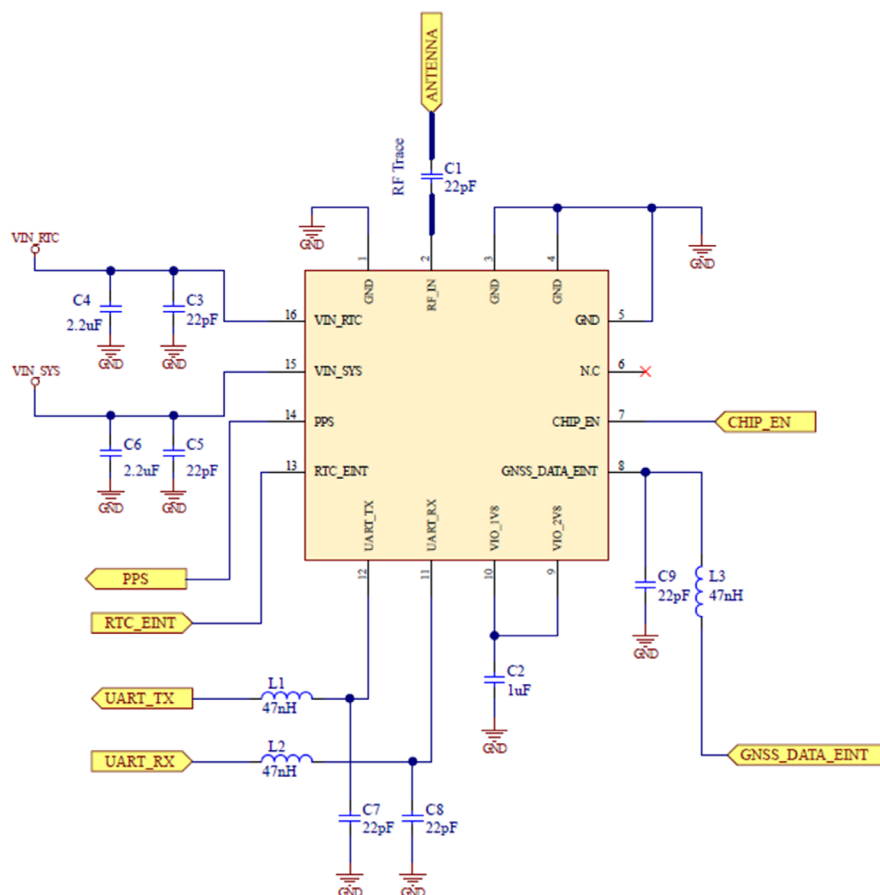 ANTENNA
RF Trace
C1
22pF
GND
GND
VIN_RTC
C4
2.2uF
C3
22pF
GND
GND
1
2
3
4
GND
RF_IN
GND
GND
16
VIN_RTC
GND
5
VIN_SYS
15
VIN_SYS
N.C
6
C6
2.2uF
C5
22pF
GND
GND
14
PPS
CHIP_EN
7
CHIP_EN
13
RTC_EINT
GNSS_DATA_EINT
8
UART_TX
UART_RX
VIO_1V8
VIO_2V8
12
11
10
9
C9
22pF
L3
47nH
GND
PPS
RTC_EINT
C2
1uF
GND
UART_TX
L1
47nH
UART_RX
L2
47nH
GNSS_DATA_EINT
C7
22pF
C8
22pF
GND
GND